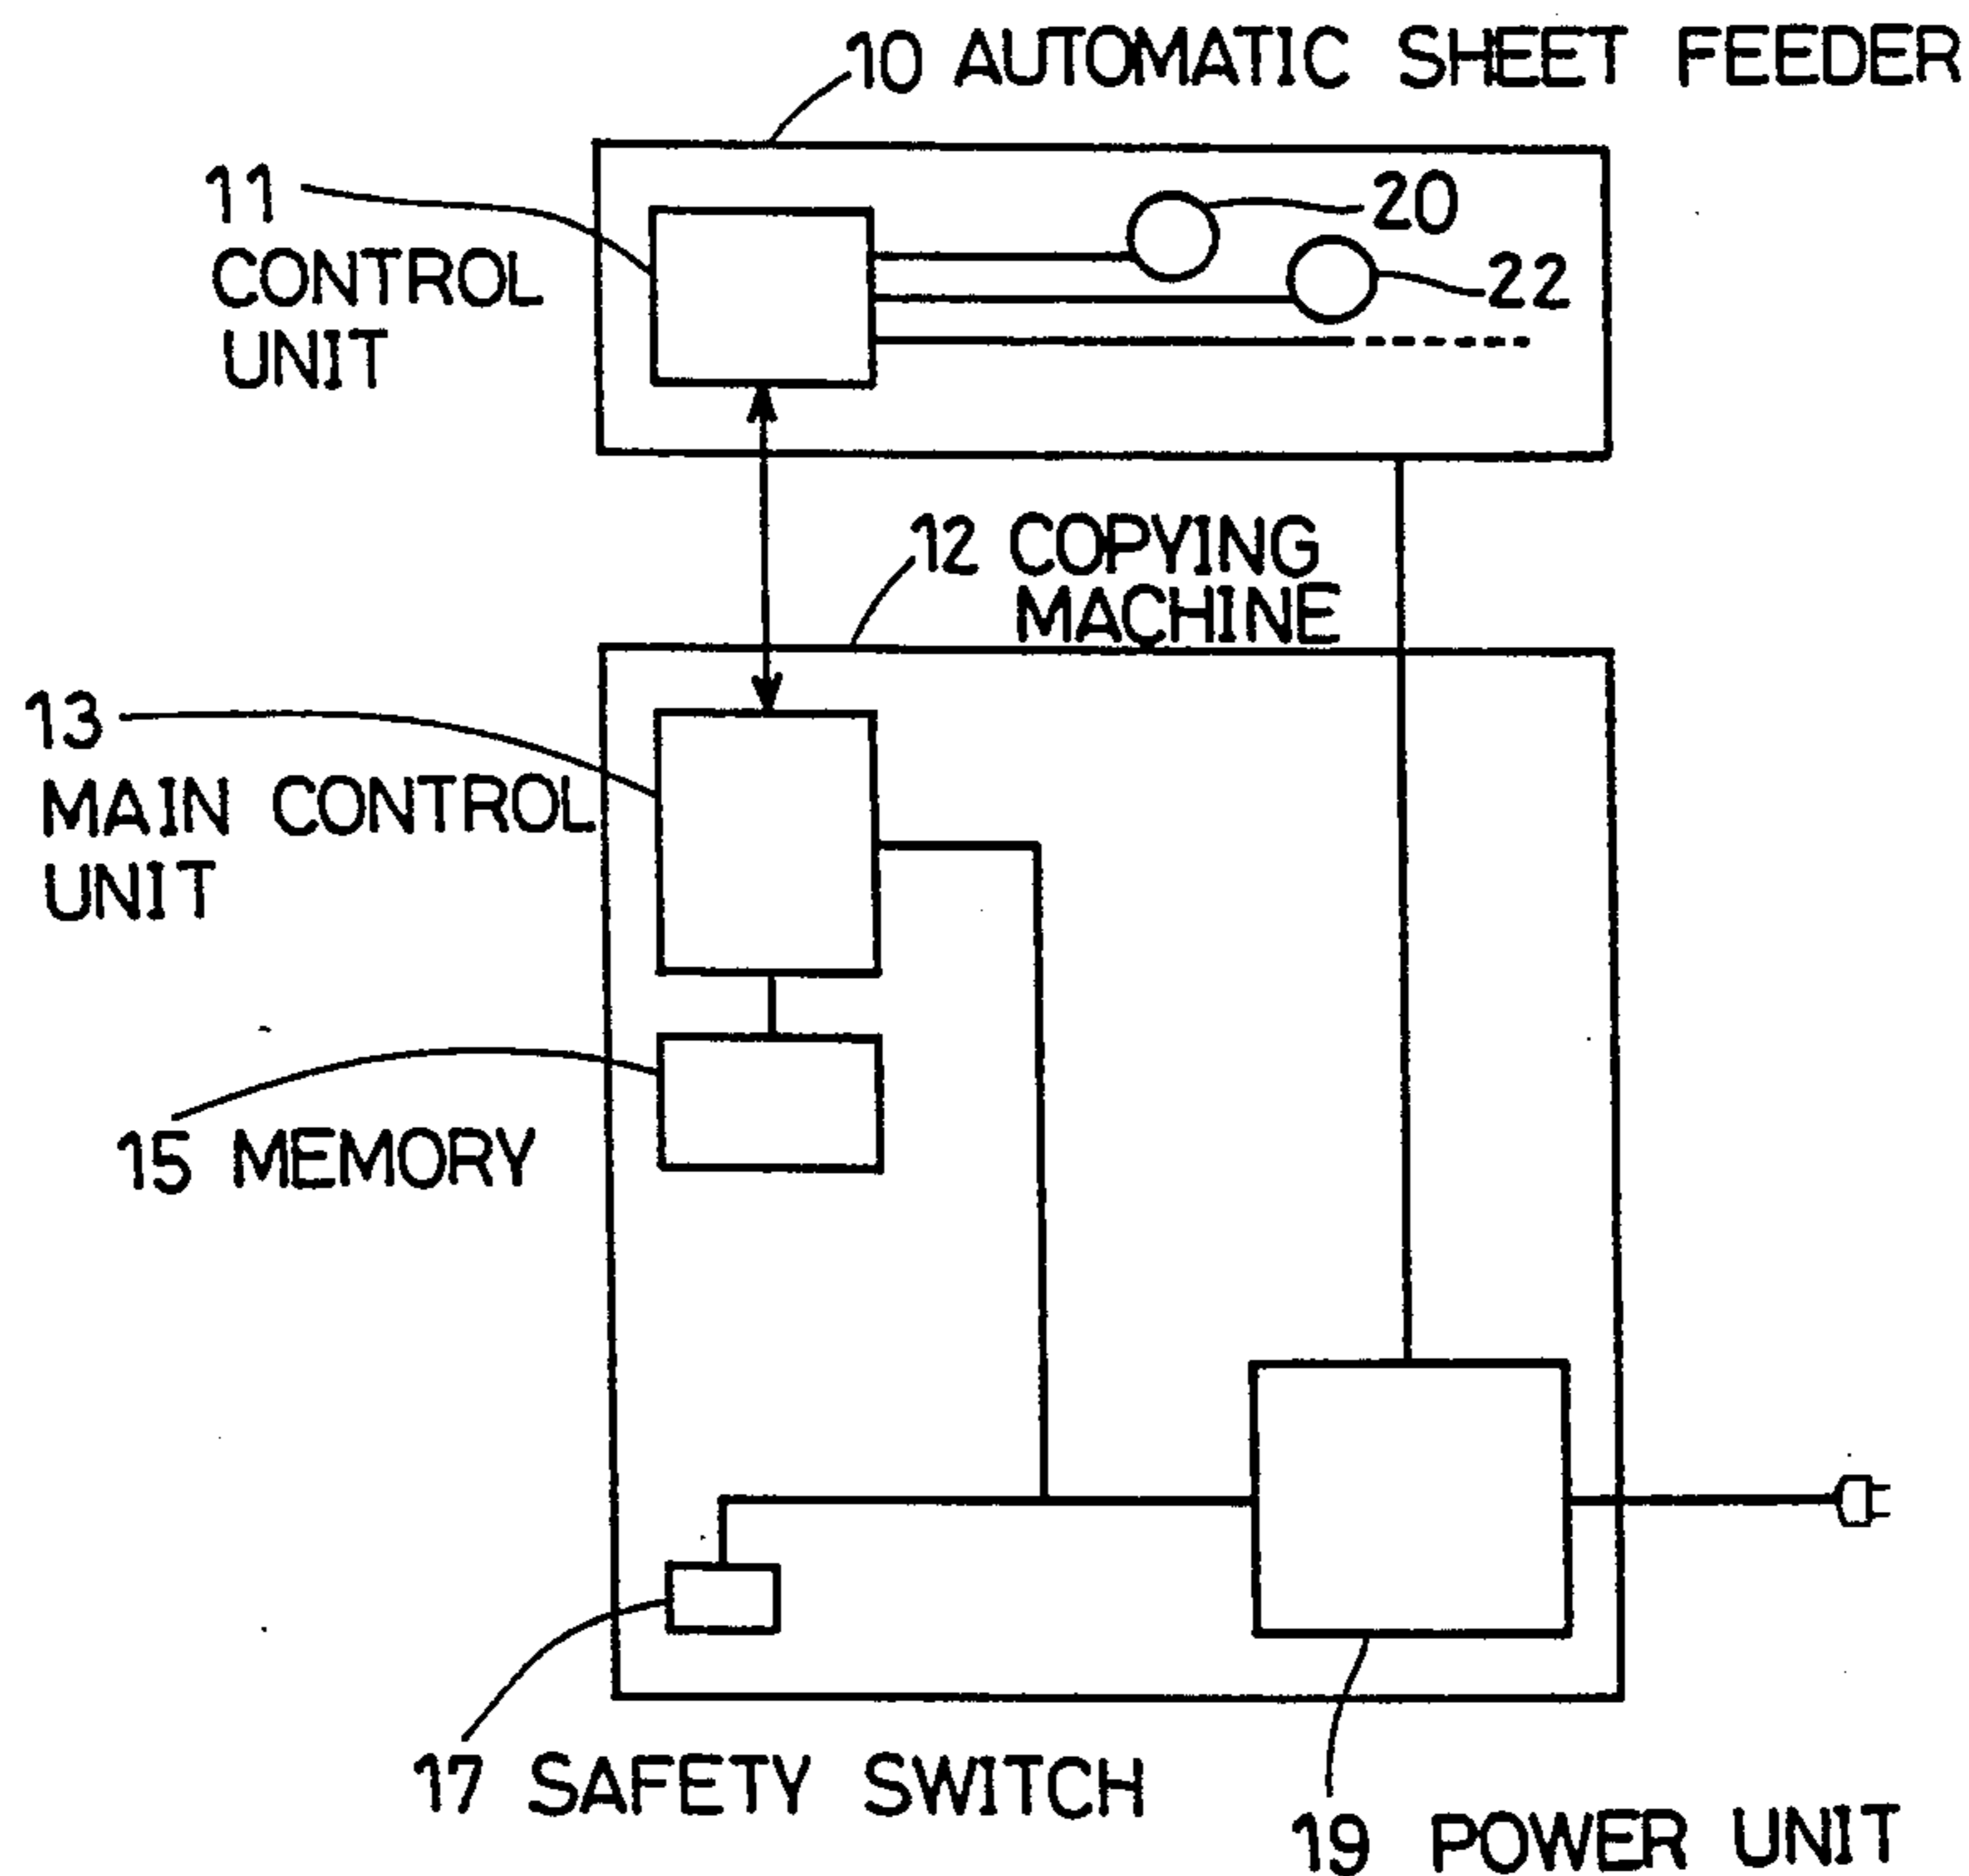 10 AUTOMATIC SHEET FEEDER
11
CONTROL
UNIT
20
22
12 COPYING
MACHINE
13
MAIN CONTROL
UNIT
15 MEMORY
17 SAFETY SWITCH
19 POWER UNIT